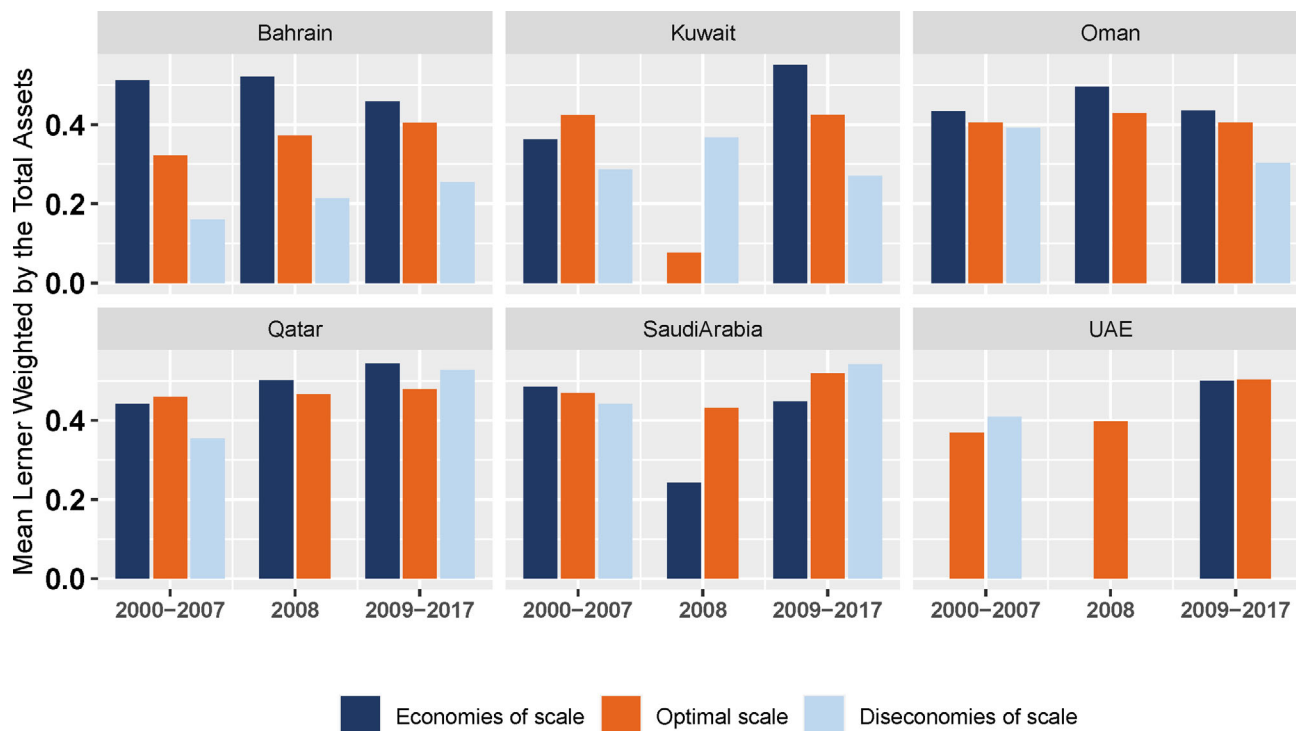 Mean Lerner Weighted by the Total Assets
Bahrain Kuwait Oman
0.4
0.2
0.0
Qatar SaudiArabia UAE
0.4
0.2
0.0
2000−2007 2008 2009−2017 2000−2007 2008 2009−2017 2000−2007 2008 2009−2017
Economies of scale Optimal scale Diseconomies of scale